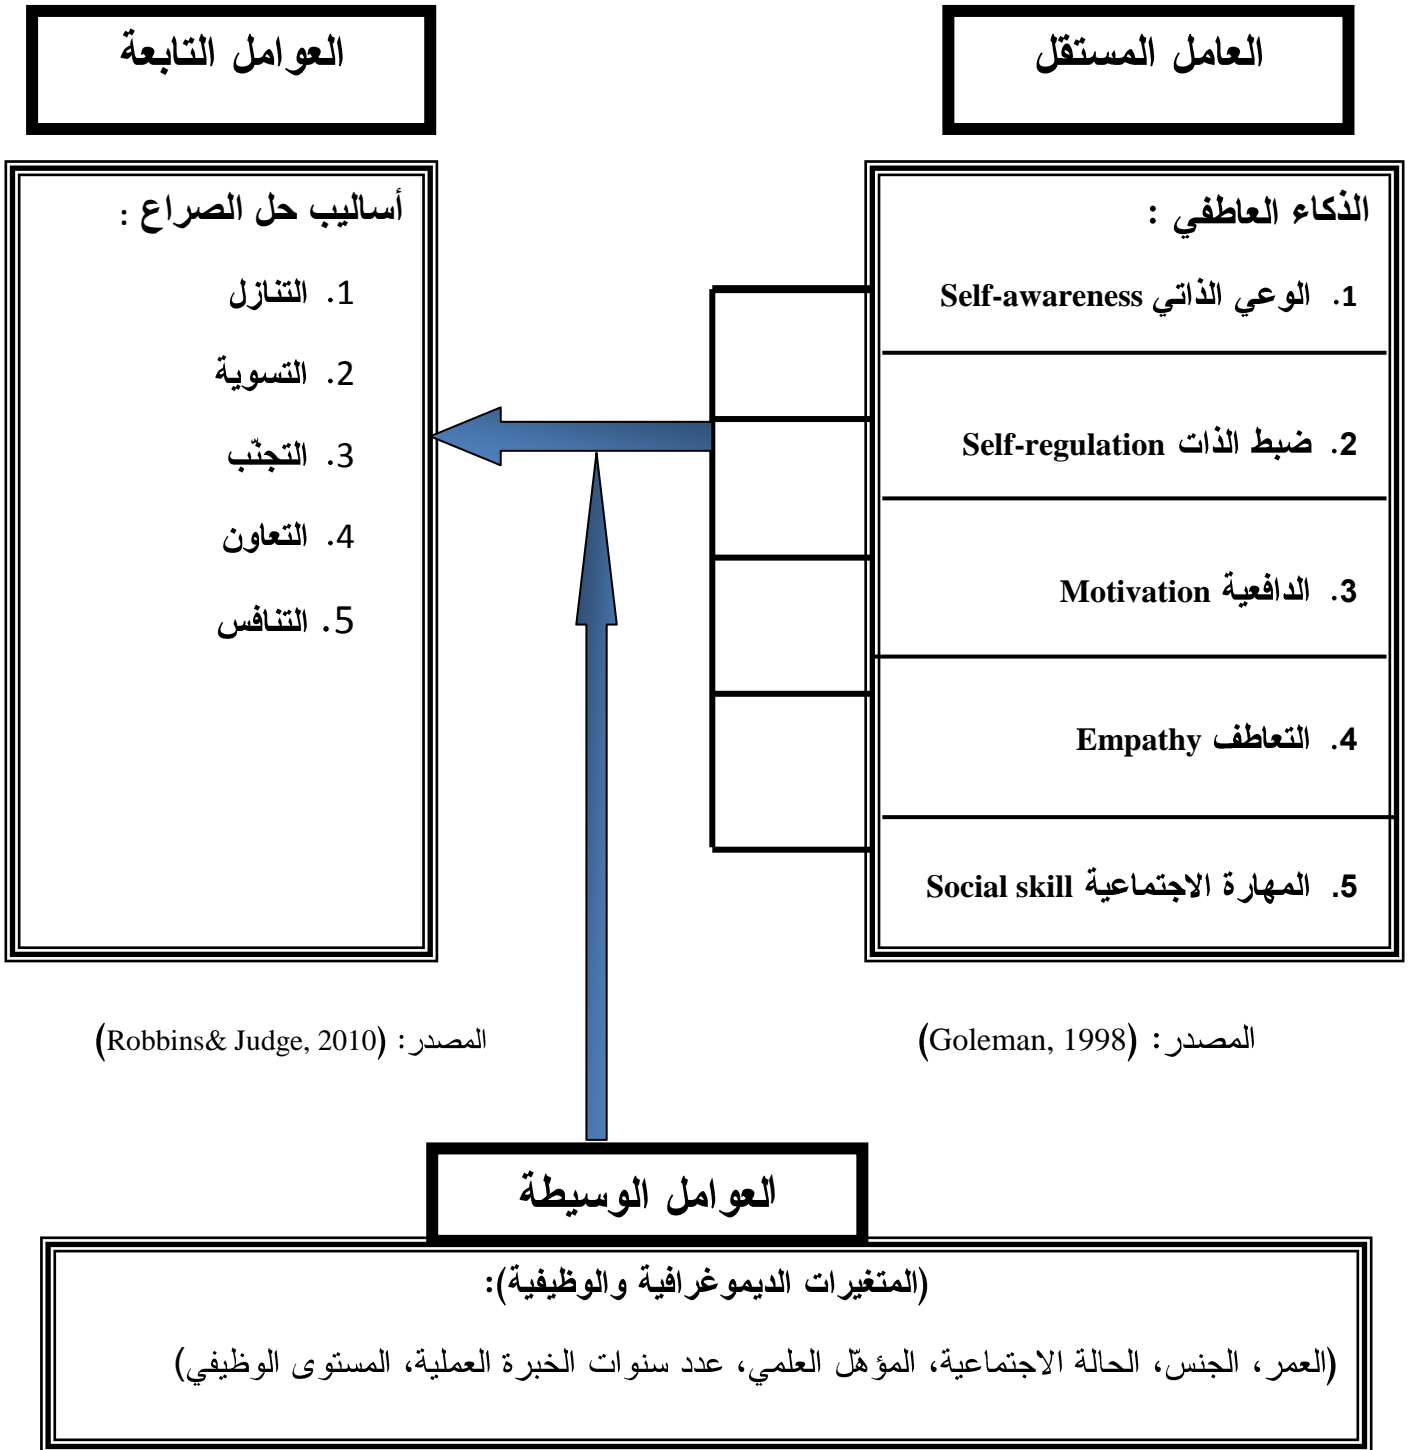 العامل المستقل
العوامل التابعة
الذكاء العاطفي :
1. الوعي الذاتي Self-awareness
2. ضبط الذات Self-regulation
3. الدافعية Motivation
4. التعاطف Empathy
5. المهارة الاجتماعية Social skill
أساليب حل الصراع :
1. التنازل
2. التسوية
3. التجنّب
4. التعاون
5. التنافس
المصدر: (Goleman, 1998)
المصدر: (Robbins& Judge, 2010)
العوامل الوسيطة
(المتغيرات الديموغرافية والوظيفية):
(العمر، الجنس، الحالة الاجتماعية، المؤهّل العلمي، عدد سنوات الخبرة العملية، المستوى الوظيفي)